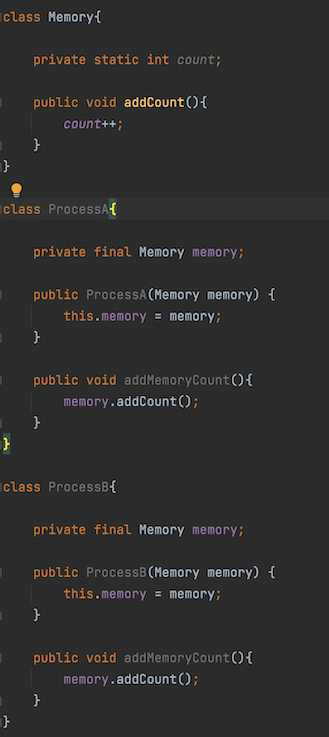 class Memory{
private static int count;
public void addCount(){
count++;
}
}
class ProcessA{
private final Memory memory;
public ProcessA(Memory memory) {
this.memory = memory;
}
public void addMemoryCount(){
memory.addCount();
}
}
class ProcessB{
private final Memory memory;
public ProcessB(Memory memory) {
this.memory = memory;
}
public void addMemoryCount(){
memory.addCount();
}
}